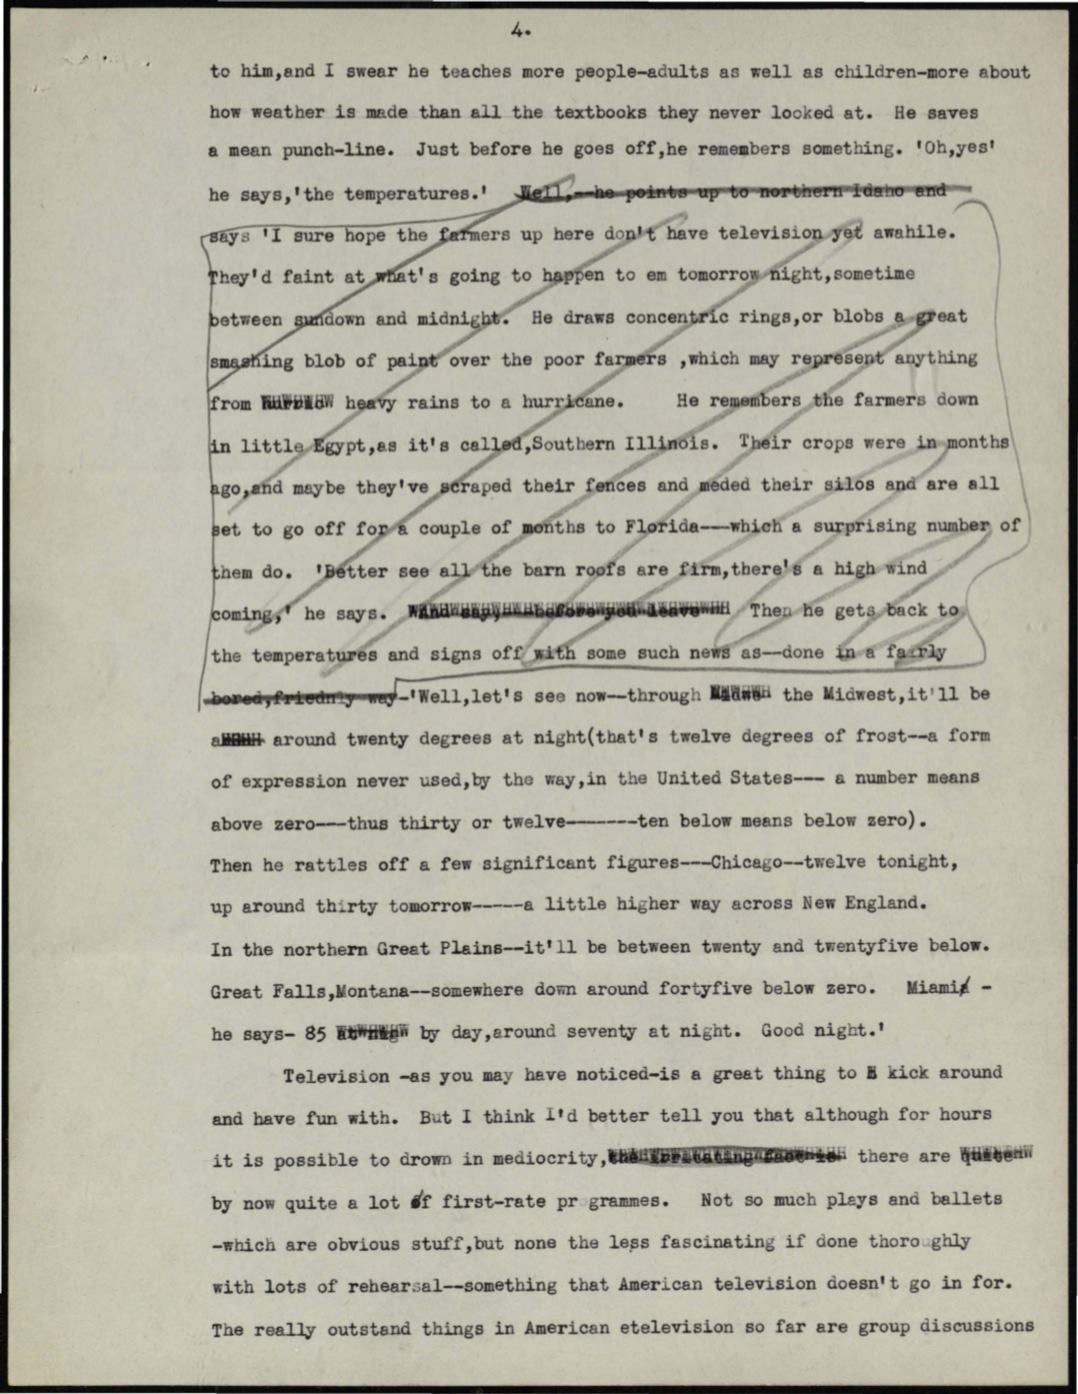 4.
to him,and I swear he teaches more people-adults as well as children-more about
how weather is made than all the textbooks they never looked at.  He saves
a mean punch-line.  Just before he goes off,he remembers something. 'Oh,yes'
he says,'the temperatures.'  Well,--he points up to northern Idaho and
says 'I sure hope the farmers up here don't have television yet awahile.
They'd faint at what's going to happen to em tomorrow night,sometime
between sundown and midnight.  He draws concentric rings,or blobs a great
smashing blob of paint over the poor farmers ,which may represent anything
from heavy rains to a hurricane.    He remembers the farmers down
in little Egypt,as it's called,Southern Illinois.  Their crops were in months
ago,and maybe they've scraped their fences and meded their silos and are all
set to go off for a couple of months to Florida---which a surprising number of
them do.  'Better see all the barn roofs are firm,there's a high wind
coming,' he says.  And say,---before you leave  Then he gets back to
the temperatures and signs off with some such news as--done in a fairly
bored,friednly way-'Well,let's see now--through the Midwest,it'll be
around twenty degrees at night(that's twelve degrees of frost--a form
of expression never used,by the way,in the United States--- a number means
above zero---thus thirty or twelve-------ten below means below zero).
Then he rattles off a few significant figures---Chicago--twelve tonight,
up around thirty tomorrow-----a little higher way across New England.
In the northern Great Plains--it'll be between twenty and twentyfive below.
Great Falls,Montana--somewhere down around fortyfive below zero.   Miami -
he says- 85 by day,around seventy at night.  Good night.'
Television -as you may have noticed-is a great thing to kick around
and have fun with.  But I think I'd better tell you that although for hours
it is possible to drown in mediocrity,the irritating fact is there are quite
by now quite a lot of first-rate pr grammes.   Not so much plays and ballets
-which are obvious stuff,but none the less fascinating if done thoroughly
with lots of rehearsal--something that American television doesn't go in for.
The really outstand things in American etelevision so far are group discussions